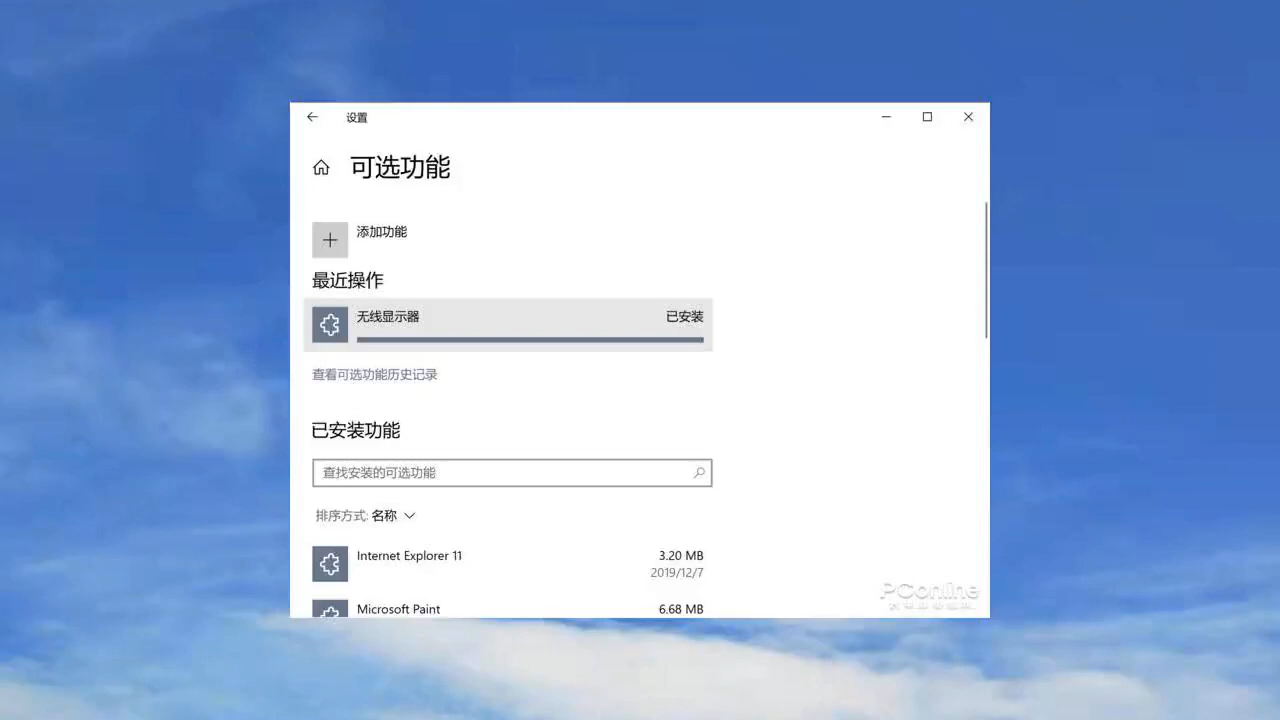 设置
可选功能
添加功能
最近操作
无线显示器 已安装
查看可选功能历史记录
已安装功能
查找安装的可选功能
排序方式: 名称
Internet Explorer 11 3.20 MB
2019/12/7
Microsoft Paint 6.68 MB
PConline